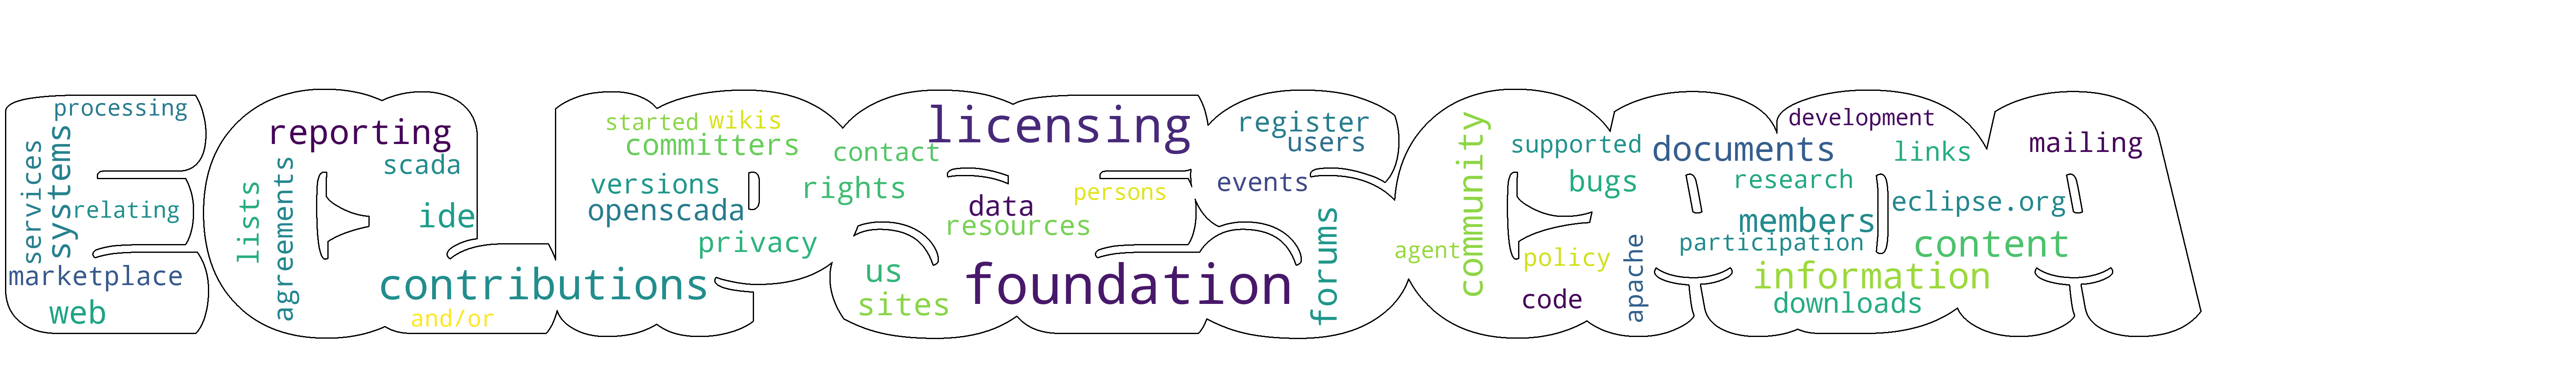 processing
services
systems
relating
marketplace
web
reporting
scada
lists
agreements
ide
contributions
and/or
started
wikis
committers
versions
openscada
privacy
contact
rights
licensing
data
persons
resources
us
sites
foundation
register
users
events
forums
agent
community
supported
bugs
policy
code
apache
documents
development
links
research
members
participation
eclipse.org
content
information
downloads
mailing